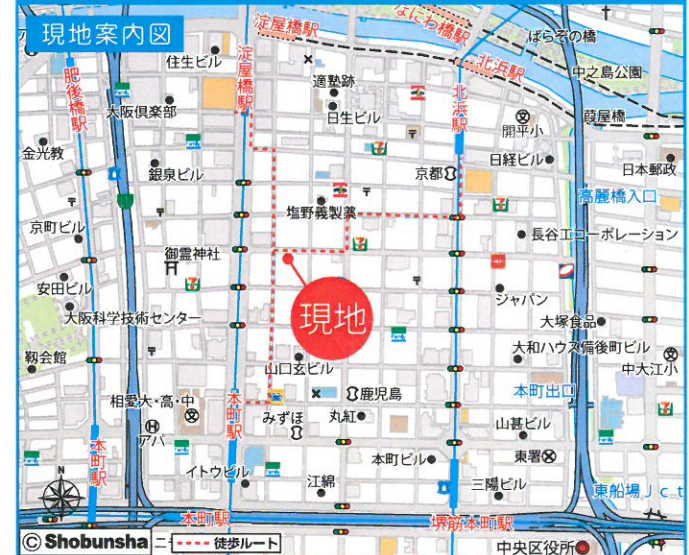 現地案内図
淀屋橋駅
なにわ橋駅
ばらぞの橋
住生ビル
淀屋橋駅
北浜駅
中之島公園
肥後橋駅
適塾跡
大阪倶楽部
日生ビル
北浜駅
葭屋橋
開平小
金光教
銀泉ビル
京都
日経ビル
日本郵政
高麗橋入口
塩野義製薬
京町ビル
御霊神社
長谷工コーポレーション
安田ビル
現地
ジャパン
大阪科学技術センター
大塚食品
靱会館
山口玄ビル
大和ハウス備後町ビル
中大江小
相愛大・高・中
本町駅
鹿児島
本町出口
みずほ
丸紅
山甚ビル
アパ
本町駅
本町ビル
東署
イトウビル
江綿
三陽ビル
東船場Jct
N
本町駅
堺筋本町駅
© Shobunsha
徒歩ルート
中央区役所